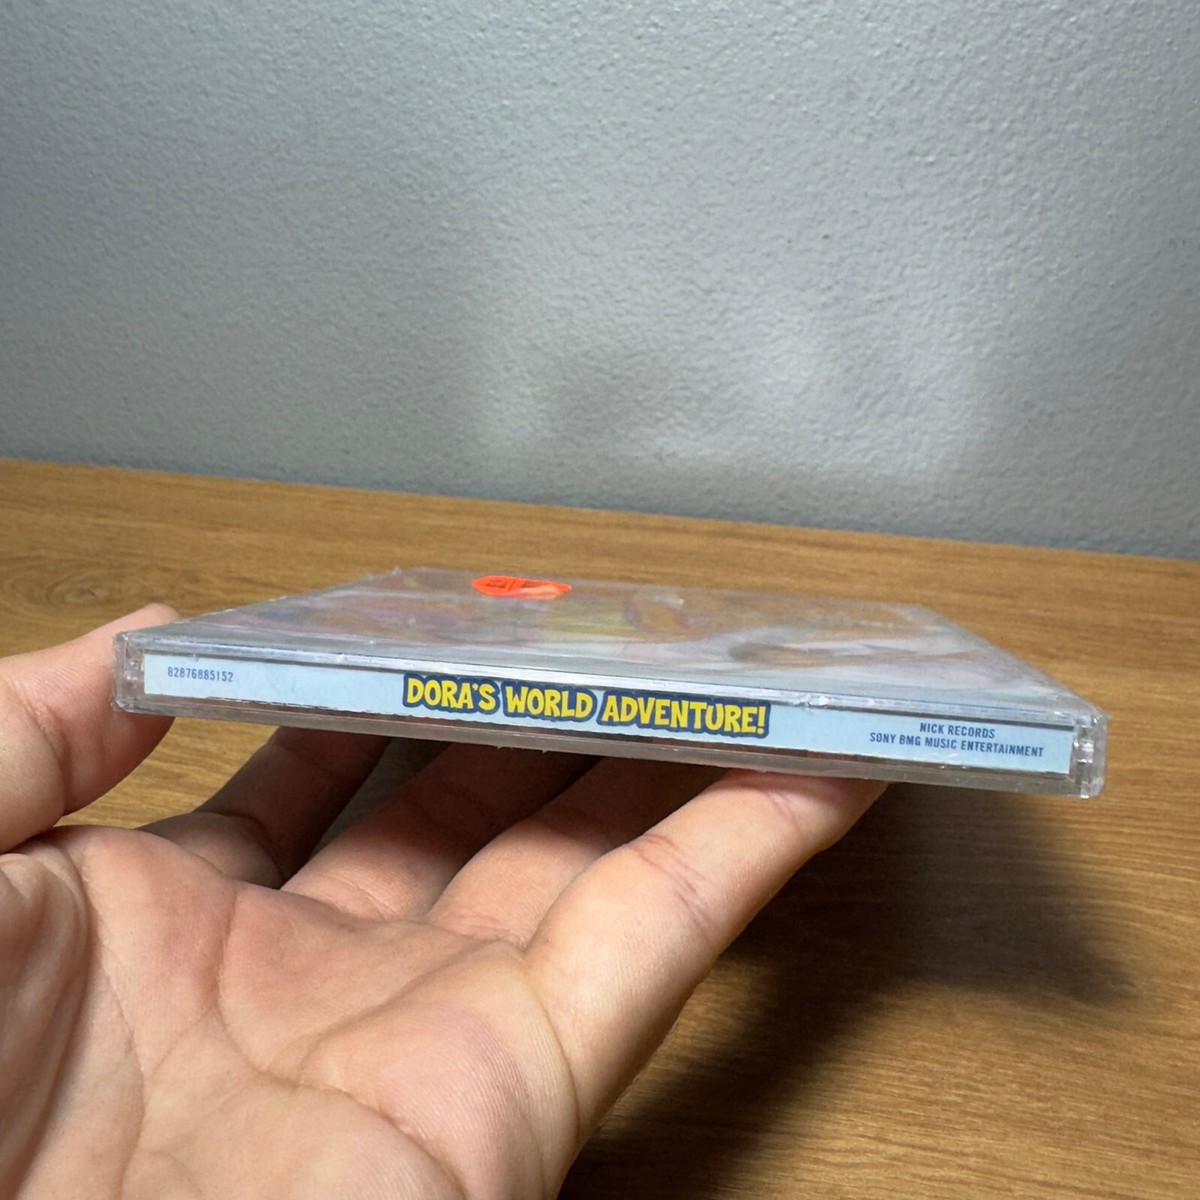 82876885152
DORA'S WORLD ADVENTURE!
NICK RECORDS
SONY BMG MUSIC ENTERTAINMENT